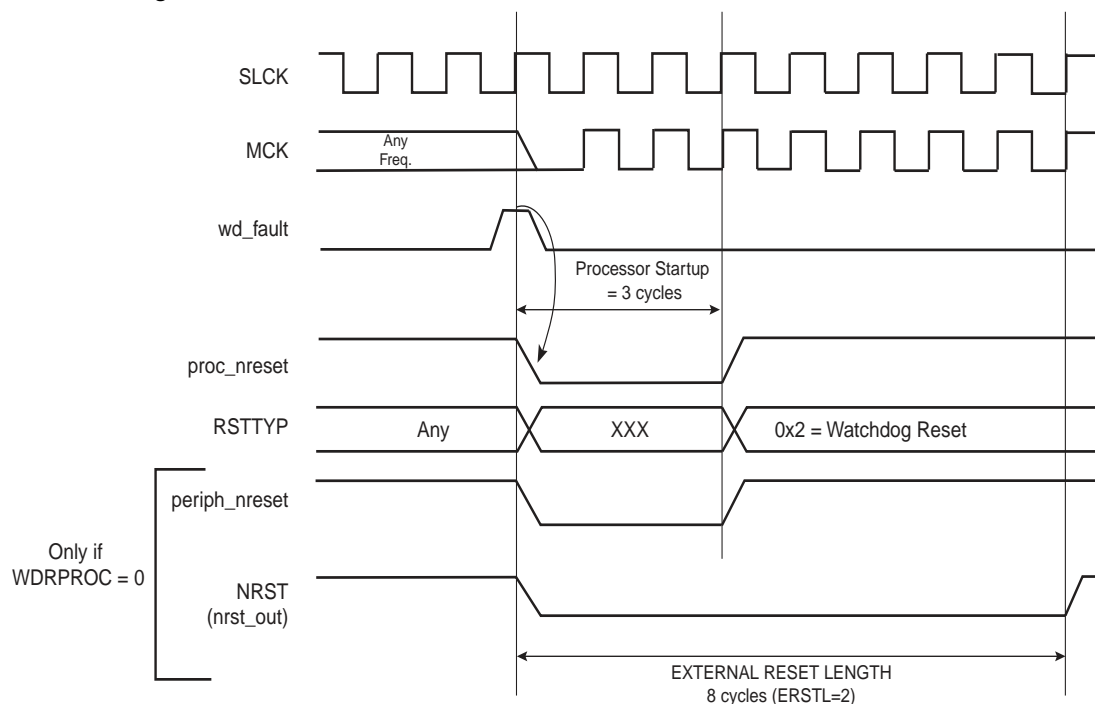 SLCK
MCK
Any
Freq.
wd_fault
Processor Startup
= 3 cycles
proc_nreset
RSTTYP
Any
XXX
0x2 = Watchdog Reset
periph_nreset
Only if
WDRPROC = 0
NRST
(nrst_out)
EXTERNAL RESET LENGTH
8 cycles (ERSTL=2)